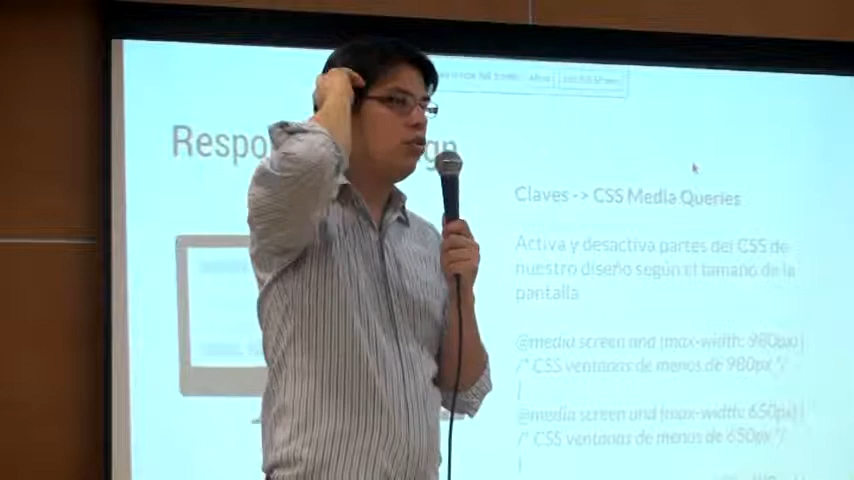 Respo gn
Claves -> CSS Media Queries
Activa y desactiva partes del CSS de
nuestro diseño según el tamaño de la
pantalla
@media screen and (max-width: 980px){
/* CSS ventanas de menos de 980px */
}
@media screen and (max-width: 650px){
/* CSS ventanas de menos de 650px */
}